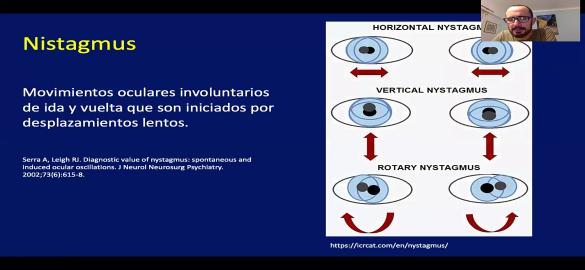 Nistagmus
Movimientos oculares involuntarios
de ida y vuelta que son iniciados por
desplazamientos lentos.
Serra A, Leigh RJ. Diagnostic value of nystagmus: spontaneous and
induced ocular oscillations. J Neurol Neurosurg Psychiatry.
2002;73(6):615-8.
HORIZONTAL
VERTICAL NYSTAGMUS
ROTARY NYSTAGMUS
https://icrcat.com/en/nystagmus/